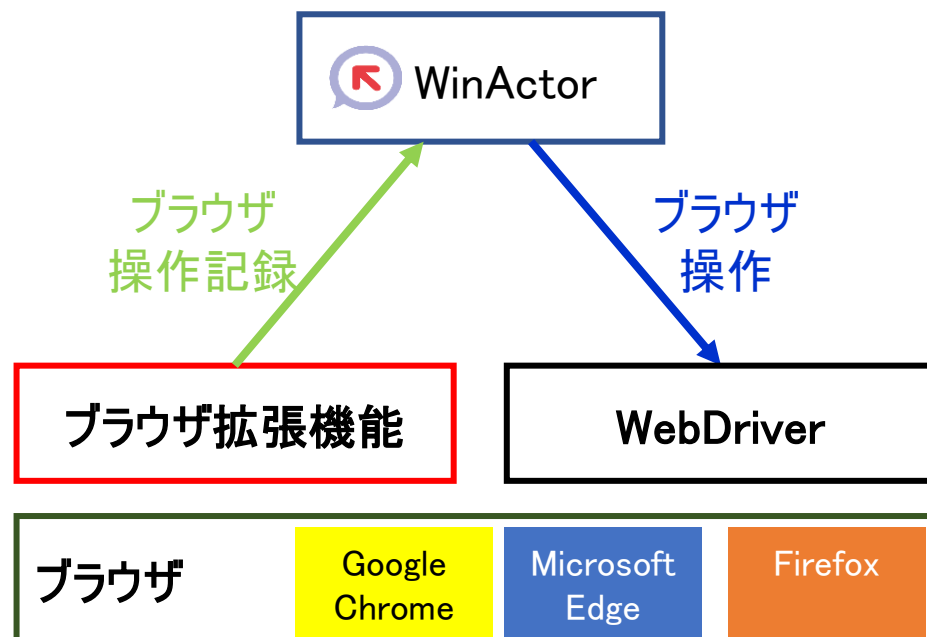 WinActor
ブラウザ
操作記録
ブラウザ
操作
ブラウザ拡張機能
WebDriver
ブラウザ
Google
Chrome
Microsoft
Edge
Firefox